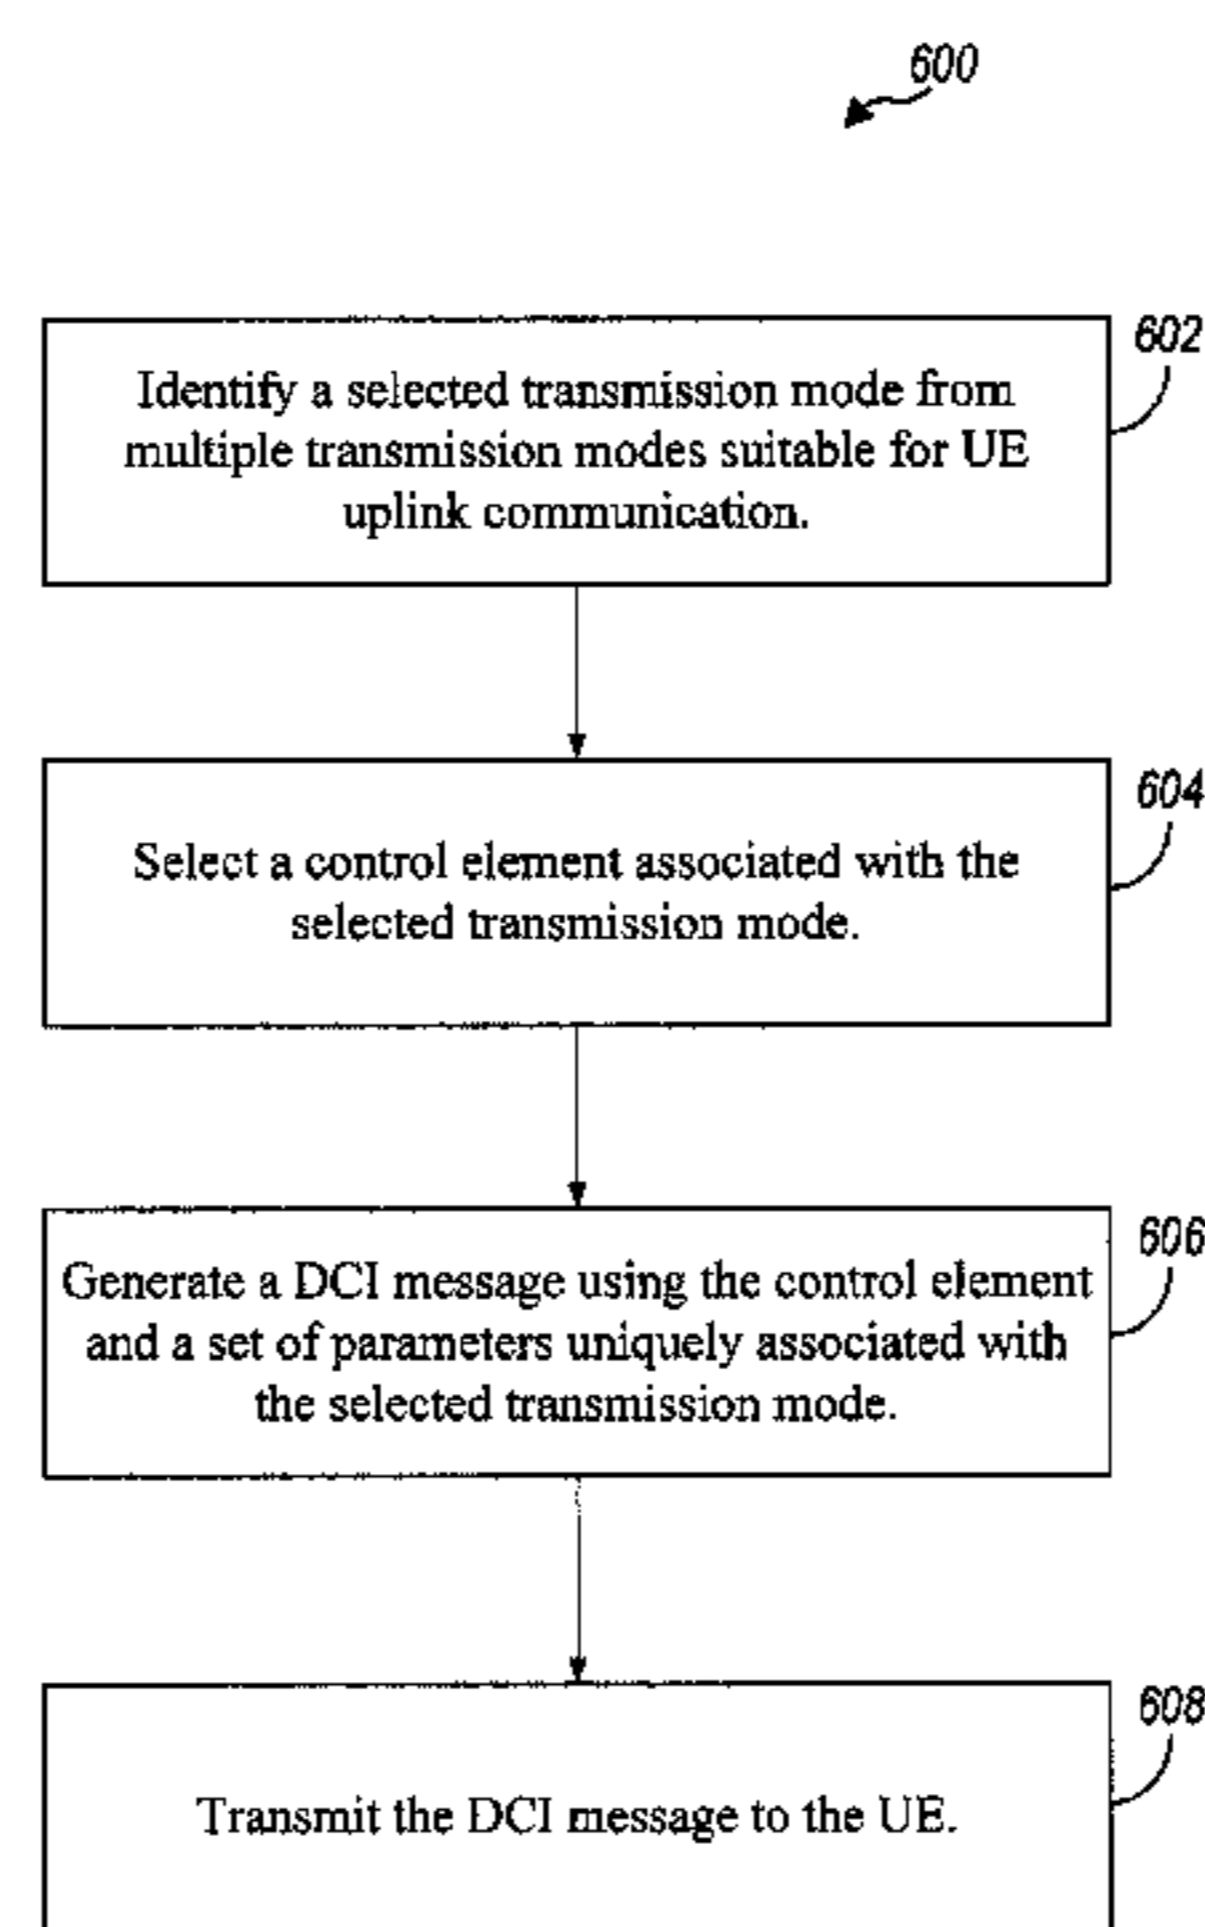 600
602
Identify a selected transmission mode from
multiple transmission modes suitable for UE
uplink communication.
604
Select a control element associated with the
selected transmission mode.
606
Generate a DCI message using the control element
and a set of parameters uniquely associated with
the selected transmission mode.
608
Transmit the DCI message to the UE.